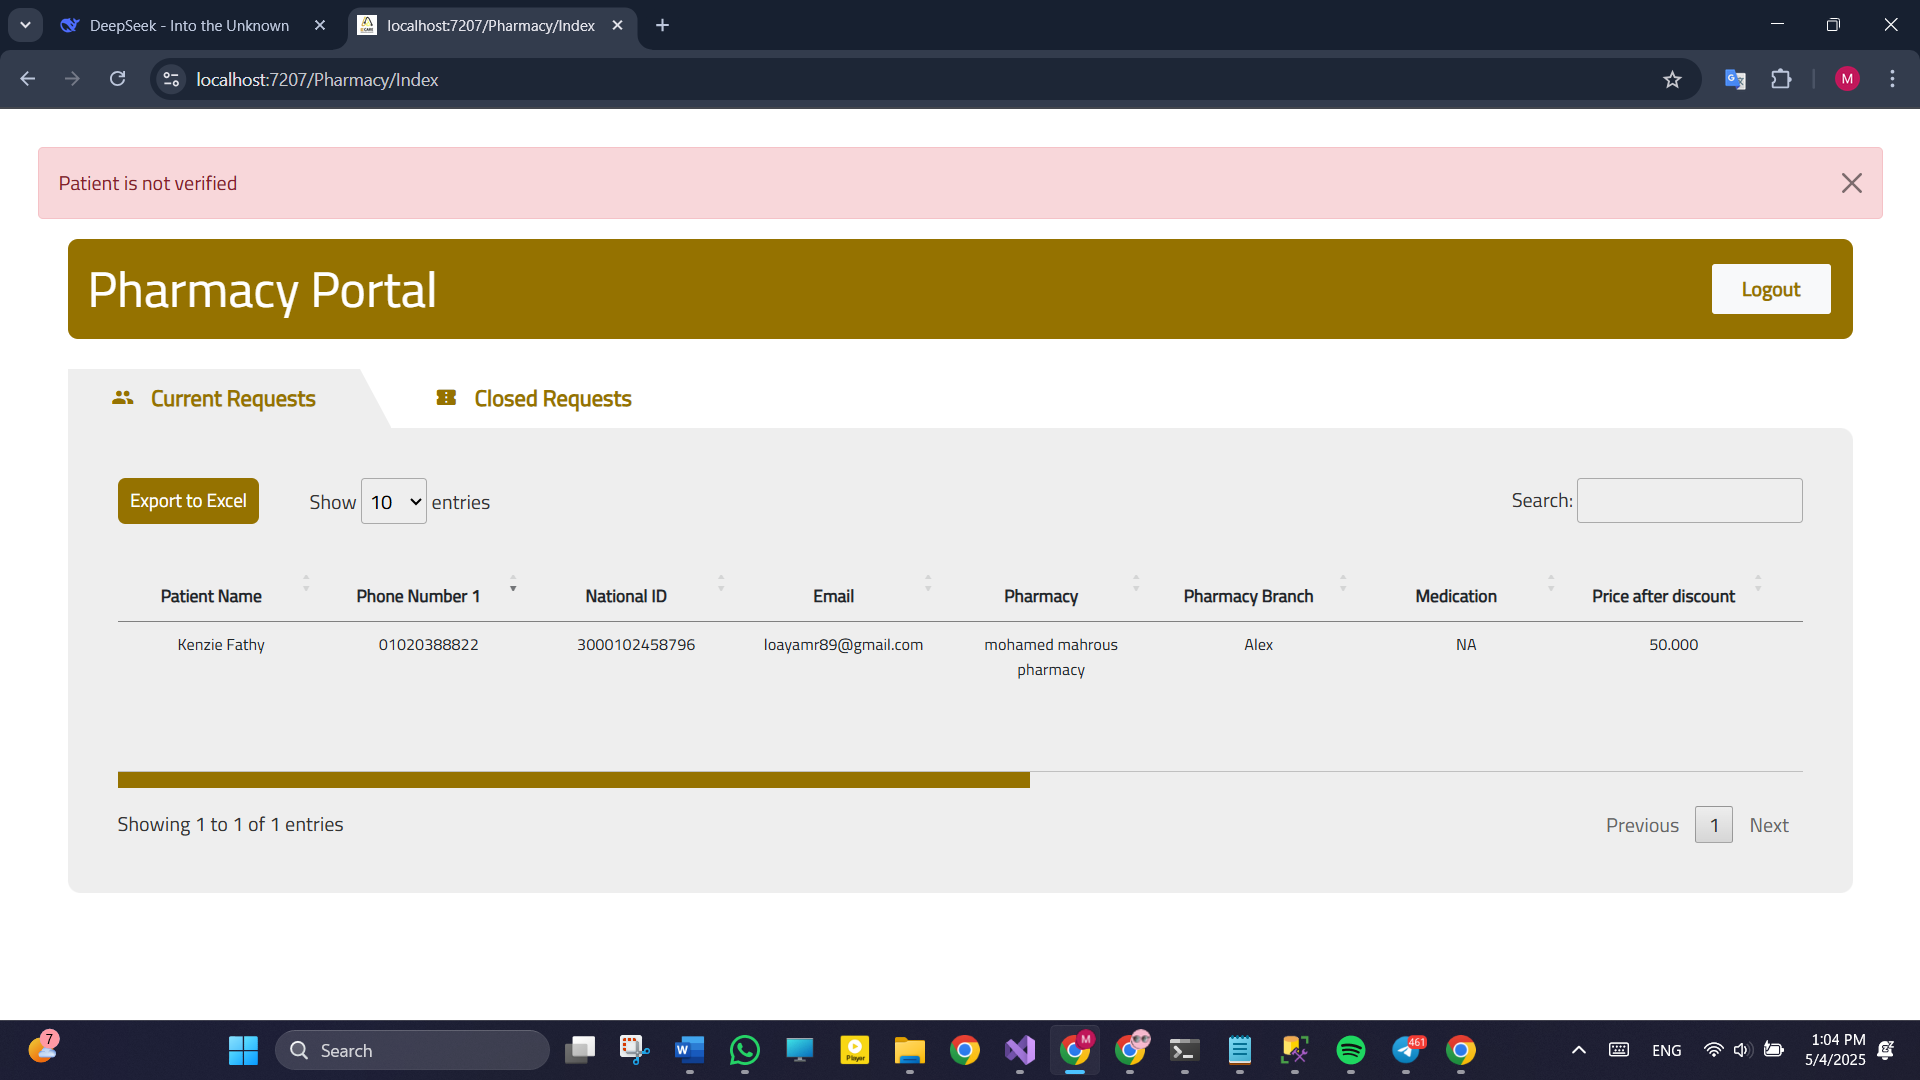 DeepSeek - Into the Unknown
localhost:7207/Pharmacy/Index
localhost:7207/Pharmacy/Index
M
Patient is not verified
Pharmacy Portal
Logout
Current Requests
Closed Requests
Export to Excel
Show 10 entries
Search:
Patient Name Phone Number 1 National ID Email Pharmacy Pharmacy Branch Medication Price after discount
Kenzie Fathy 01020388822 3000102458796 loayamr89@gmail.com mohamed mahrous Alex NA 50.000
pharmacy
Showing 1 to 1 of 1 entries
Previous 1 Next
7
Search
W
Player
M
461
ENG
1:04 PM
5/4/2025